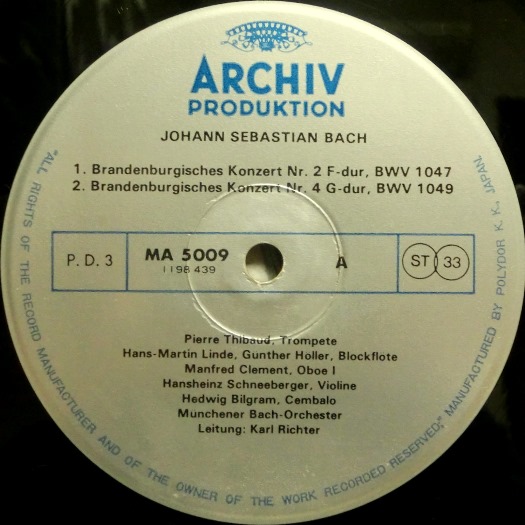 ARCHIV
PRODUKTION
JOHANN SEBASTIAN BACH
1. Brandenburgisches Konzert Nr. 2 F-dur, BWV 1047
2. Brandenburgisches Konzert Nr. 4 G-dur, BWV 1049
P. D. 3
MA 5009
1198 439
A
ST 33
Pierre Thibaud, Trompete
Hans-Martin Linde, Gunther Holler, Blockflote
Manfred Clement, Oboe I
Hansheinz Schneeberger, Violine
Hedwig Bilgram, Cembalo
Munchener Bach-Orchester
Leitung: Karl Richter
"ALL RIGHTS OF THE RECORD MANUFACTURER AND OF THE OWNER OF THE WORK RECORDED RESERVED," MANUFACTURED BY POLYDOR K. K., JAPAN.